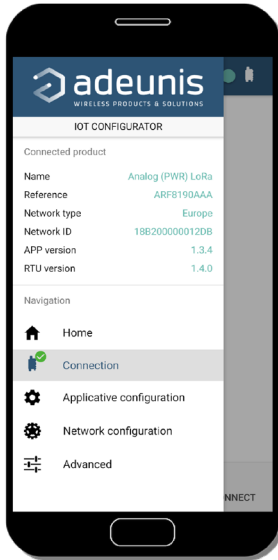 adeunis
WIRELESS PRODUCTS & SOLUTIONS
IOT CONFIGURATOR
Connected product
Name Analog (PWR) LoRa
Reference ARF8190AAA
Network type Europe
Network ID 18B200000012DB
APP version 1.3.4
RTU version 1.4.0
Navigation
Home
Connection
Applicative configuration
Network configuration
Advanced
NNECT